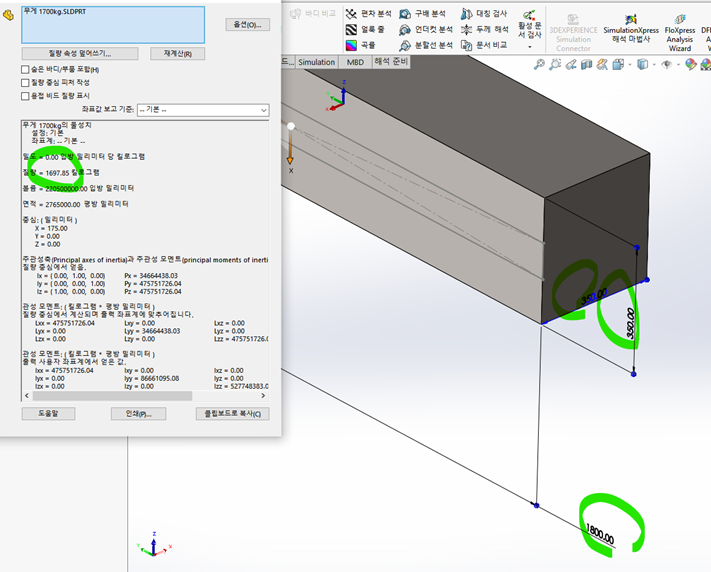 무게 1700kg.SLDPRT
옵션(O)...
질량 속성 덮어쓰기...
재계산(R)
숨은 바디/부품 포함(H)
질량 중심 피처 작성
용접 비드 질량 표시
좌표값 보고 기준:
-- 기본 --
무게 1700kg의 물성치
설정: 기본
좌표계: -- 기본 --
밀도 = 0.00 입방 밀리미터 당 킬로그램
질량 = 1697.85 킬로그램
볼륨 = 220500000.00 입방 밀리미터
면적 = 2765000.00 평방 밀리미터
중심: ( 밀리미터 )
X = 175.00
Y = 0.00
Z = 0.00
주관성축(Principal axes of inertia)과 주관성 모멘트(principal moments of inerti
질량 중심에서 얻음.
Ix = ( 0.00, 1.00, 0.00) Px = 34664438.03
Iy = ( 0.00, 0.00, 1.00) Py = 475751726.04
Iz = ( 1.00, 0.00, 0.00) Pz = 475751726.04
관성 모멘트: ( 킬로그램 * 평방 밀리미터 )
질량 중심에서 계산되며 출력 좌표계에 맞추어집니다.
Lxx = 475751726.04 Lxy = 0.00 Lxz = 0.00
Lyx = 0.00 Lyy = 34664438.03 Lyz = 0.00
Lzx = 0.00 Lzy = 0.00 Lzz = 475751726.0
관성 모멘트: ( 킬로그램 * 평방 밀리미터 )
출력 사용자 좌표계에서 얻은 값.
Ixx = 475751726.04 Ixy = 0.00 Ixz = 0.00
Iyx = 0.00 Iyy = 86661095.08 Iyz = 0.00
Izx = 0.00 Izy = 0.00 Izz = 527748383.0
도움말
인쇄(P)...
클립보드로 복사(C)
바디 비교
편차 분석
구배 분석
대칭 검사
얼룩 줄
언더컷 분석
두께 해석
곡률
분할선 분석
문서 비교
활성 문서 검사
3DEXPERIENCE
Simulation
Connector
SimulationXpress
해석 마법사
FloXpress
Analysis
Wizard
드...
Simulation
MBD
해석 준비
Z
X
350.00
350.00
1800.00
Z
Y
X